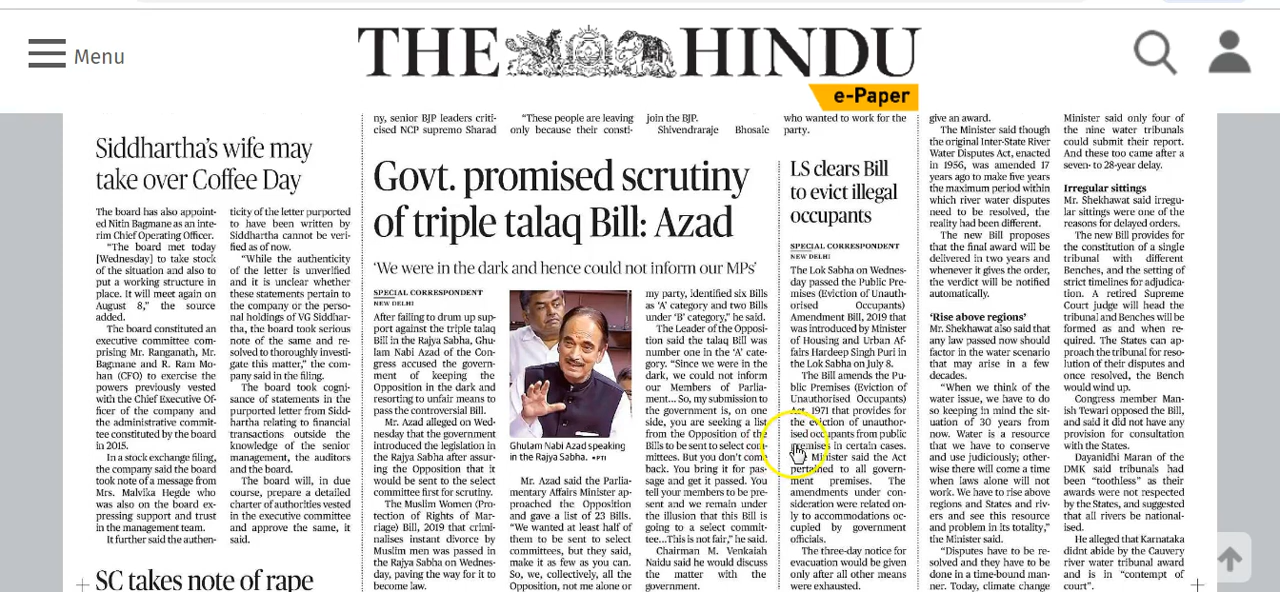 Menu
THE HINDU
e-Paper
Siddhartha's wife may
take over Coffee Day
The board has also appoint-
ed Nitin Bagmane as an inte-
rim Chief Operating Officer.
"The board met today
[Wednesday] to take stock
of the situation and also to
put a working structure in
place. It will meet again on
August 8," the source
added.
The board constituted an
executive committee com-
prising Mr. Ranganath, Mr.
Bagmane and R. Ram Mo-
han (CFO) to exercise the
powers previously vested
with the Chief Executive Of-
ficer of the company and
the administrative commit-
tee constituted by the board
in 2015.
In a stock exchange filing,
the company said the board
took note of a message from
Mrs. Malvika Hegde who
was also on the board ex-
pressing support and trust
in the management team.
It further said the authen-
ticity of the letter purported
to have been written by
Siddhartha cannot be veri-
fied as of now.
"While the authenticity
of the letter is unverified
and it is unclear whether
these statements pertain to
the company or the perso-
nal holdings of VG Siddhar-
tha, the board took serious
note of the same and re-
solved to thoroughly investi-
gate this matter," the com-
pany said in the filing.
The board took cogni-
sance of statements in the
purported letter from Sidd-
hartha relating to financial
transactions outside the
knowledge of the senior
management, the auditors
and the board.
The board will, in due
course, prepare a detailed
charter of authorities vested
in the executive committee
and approve the same, it
said.
SC takes note of rape
ny, senior BJP leaders criti-
cised NCP supremo Sharad
"These people are leaving
only because their consti-
join the BJP.
Shivendraraje Bhosale
who wanted to work for the
party.
Govt. promised scrutiny
of triple talaq Bill: Azad
'We were in the dark and hence could not inform our MPs'
SPECIAL CORRESPONDENT
NEW DELHI
After failing to drum up sup-
port against the triple talaq
Bill in the Rajya Sabha, Ghu-
lam Nabi Azad of the Con-
gress accused the govern-
ment of keeping the
Opposition in the dark and
resorting to unfair means to
pass the controversial Bill.
Mr. Azad alleged on Wed-
nesday that the government
introduced the legislation in
the Rajya Sabha after assur-
ing the Opposition that it
would be sent to the select
committee first for scrutiny.
The Muslim Women (Pro-
tection of Rights of Mar-
riage) Bill, 2019 that crimi-
nalises instant divorce by
Muslim men was passed in
the Rajya Sabha on Wednes-
day, paving the way for it to
become law.
Ghulam Nabi Azad speaking
in the Rajya Sabha. •PTI
Mr. Azad said the Parlia-
mentary Affairs Minister ap-
proached the Opposition
and gave a list of 23 Bills.
"We wanted at least half of
them to be sent to select
committees, but they said,
make it as few as you can.
So, we, collectively, all the
Opposition, not me alone or
my party, identified six Bills
as 'A' category and two Bills
under 'B' category," he said.
The Leader of the Opposi-
tion said the talaq Bill was
number one in the 'A' cate-
gory. "Since we were in the
dark, we could not inform
our Members of Parlia-
ment... So, my submission to
the government is, on one
side, you are seeking a list
from the Opposition of the
Bills to be sent to select com-
mittees. But you don't come
back. You bring it for pas-
sage and get it passed. You
tell your members to be pre-
sent and we remain under
the illusion that this Bill is
going to a select commit-
tee...This is not fair," he said.
Chairman M. Venkaiah
Naidu said he would discuss
the matter with the
government.
LS clears Bill
to evict illegal
occupants
SPECIAL CORRESPONDENT
NEW DELHI
The Lok Sabha on Wednes-
day passed the Public Pre-
mises (Eviction of Unauth-
orised Occupants)
Amendment Bill, 2019 that
was introduced by Minister
of Housing and Urban Af-
fairs Hardeep Singh Puri in
the Lok Sabha on July 8.
The Bill amends the Pu-
blic Premises (Eviction of
Unauthorised Occupants)
Act, 1971 that provides for
the eviction of unauthor-
ised occupants from public
premises in certain cases.
Minister said the Act
pertained to all govern-
ment premises. The
amendments under con-
sideration were related on-
ly to accommodations oc-
cupied by government
officials.
The three-day notice for
evacuation would be given
only after all other means
were exhausted.
give an award.
The Minister said though
the original Inter-State River
Water Disputes Act, enacted
in 1956, was amended 17
years ago to make five years
the maximum period within
which river water disputes
need to be resolved, the
reality had been different.
The new Bill proposes
that the final award will be
delivered in two years and
whenever it gives the order,
the verdict will be notified
automatically.
'Rise above regions'
Mr. Shekhawat also said that
any law passed now should
factor in the water scenario
that may arise in a few
decades.
"When we think of the
water issue, we have to do
so keeping in mind the sit-
uation of 30 years from
now. Water is a resource
that we have to conserve
and use judiciously; other-
wise there will come a time
when laws alone will not
work. We have to rise above
regions and States and riv-
ers and see this resource
and problem in its totality,"
the Minister said.
"Disputes have to be re-
solved and they have to be
done in a time-bound man-
ner. Today, climate change
Minister said only four of
the nine water tribunals
could submit their report.
And these too came after a
seven- to 28-year delay.
Irregular sittings
Mr. Shekhawat said irregu-
lar sittings were one of the
reasons for delayed orders.
The new Bill provides for
the constitution of a single
tribunal with different
Benches, and the setting of
strict timelines for adjudica-
tion. A retired Supreme
Court judge will head the
tribunal and Benches will be
formed as and when re-
quired. The States can ap-
proach the tribunal for reso-
lution of their disputes and
once resolved, the Bench
would wind up.
Congress member Man-
ish Tewari opposed the Bill,
and said it did not have any
provision for consultation
with the States.
Dayanidhi Maran of the
DMK said tribunals had
been "toothless" as their
awards were not respected
by the States, and suggested
that all rivers be national-
ised.
He alleged that Karnataka
didnt abide by the Cauvery
river water tribunal award
and is in "contempt of
court".